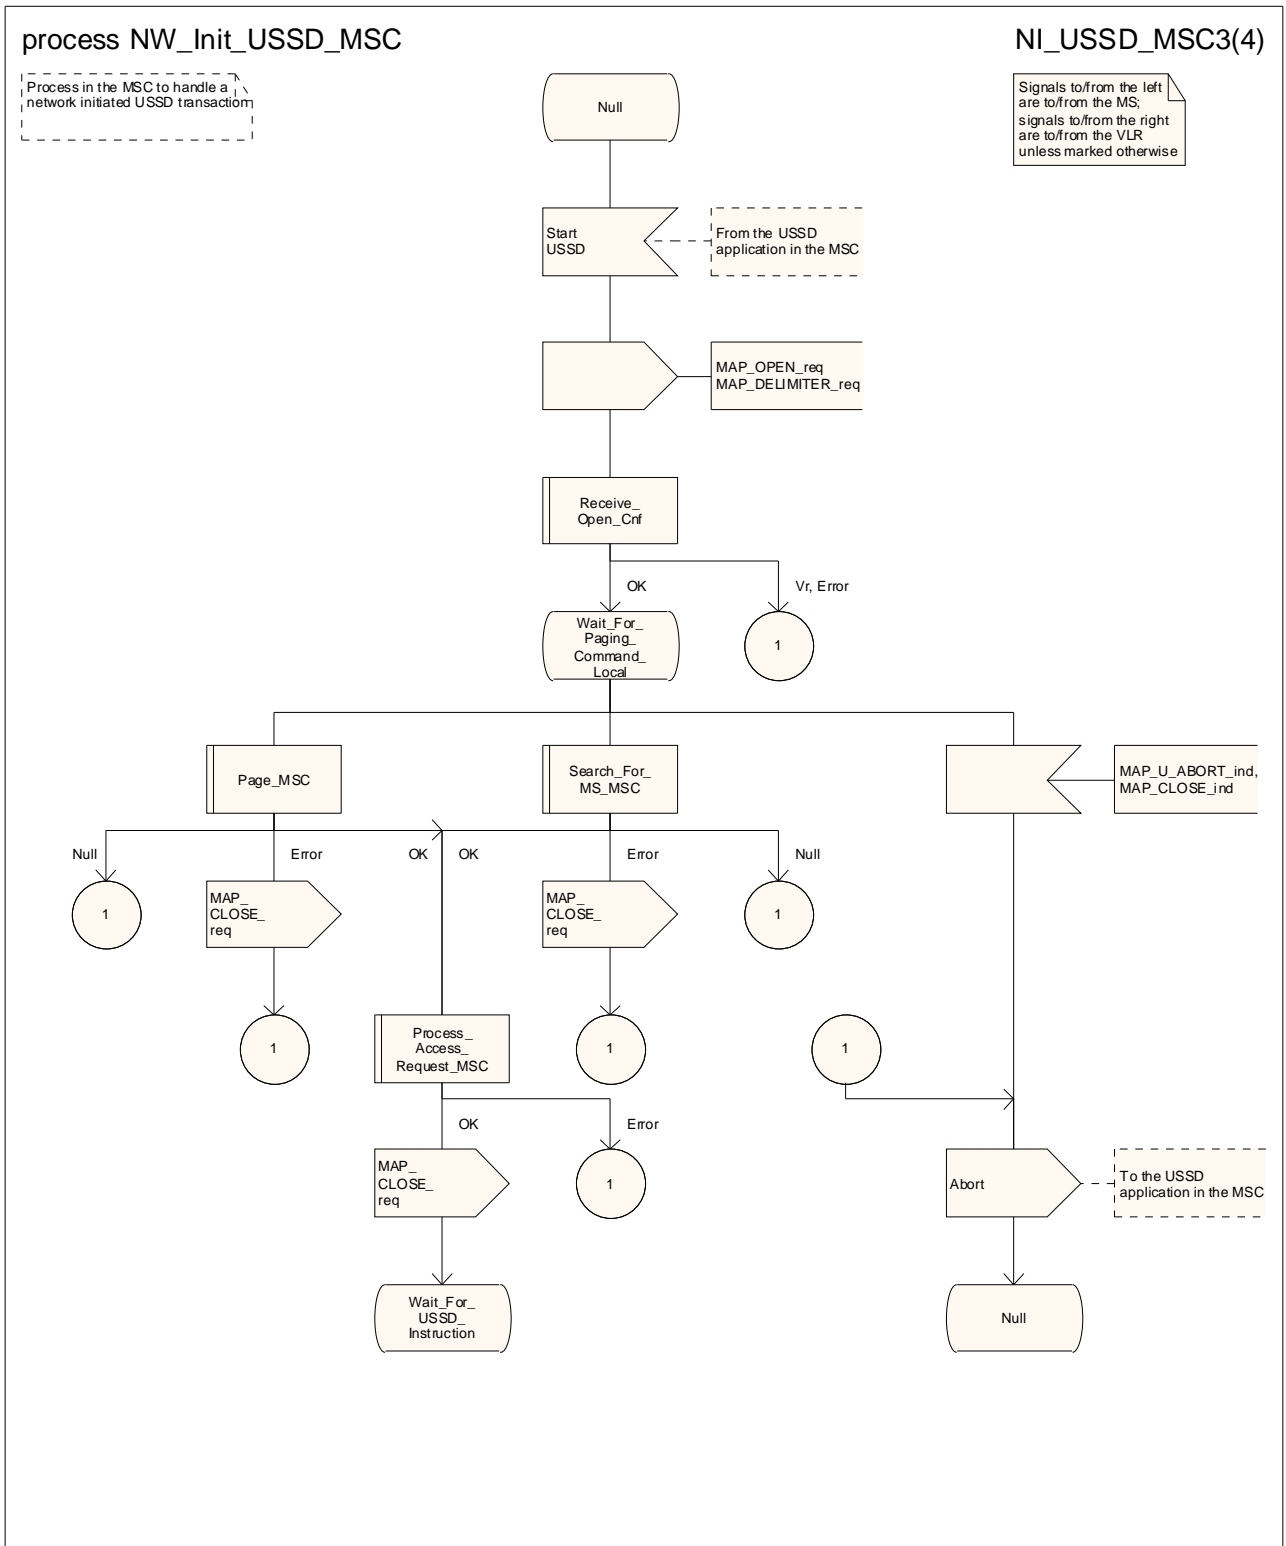 process NW_Init_USSD_MSC
NI_USSD_MSC3(4)
Process in the MSC to handle a
network initiated USSD transaction
Signals to/from the left
are to/from the MS;
signals to/from the right
are to/from the VLR
unless marked otherwise
Null
Start
USSD
From the USSD
application in the MSC
MAP_OPEN_req
MAP_DELIMITER_req
Receive_
Open_Cnf
OK
Vr, Error
Wait_For_
Paging_
Command_
Local
1
Page_MSC
Search_For_
MS_MSC
MAP_U_ABORT_ind,
MAP_CLOSE_ind
Null
Error
OK
OK
Error
Null
1
MAP_
CLOSE_
req
MAP_
CLOSE_
req
1
1
Process_
Access_
Request_MSC
1
1
OK
Error
MAP_
CLOSE_
req
1
Abort
To the USSD
application in the MSC
Wait_For_
USSD_
Instruction
Null